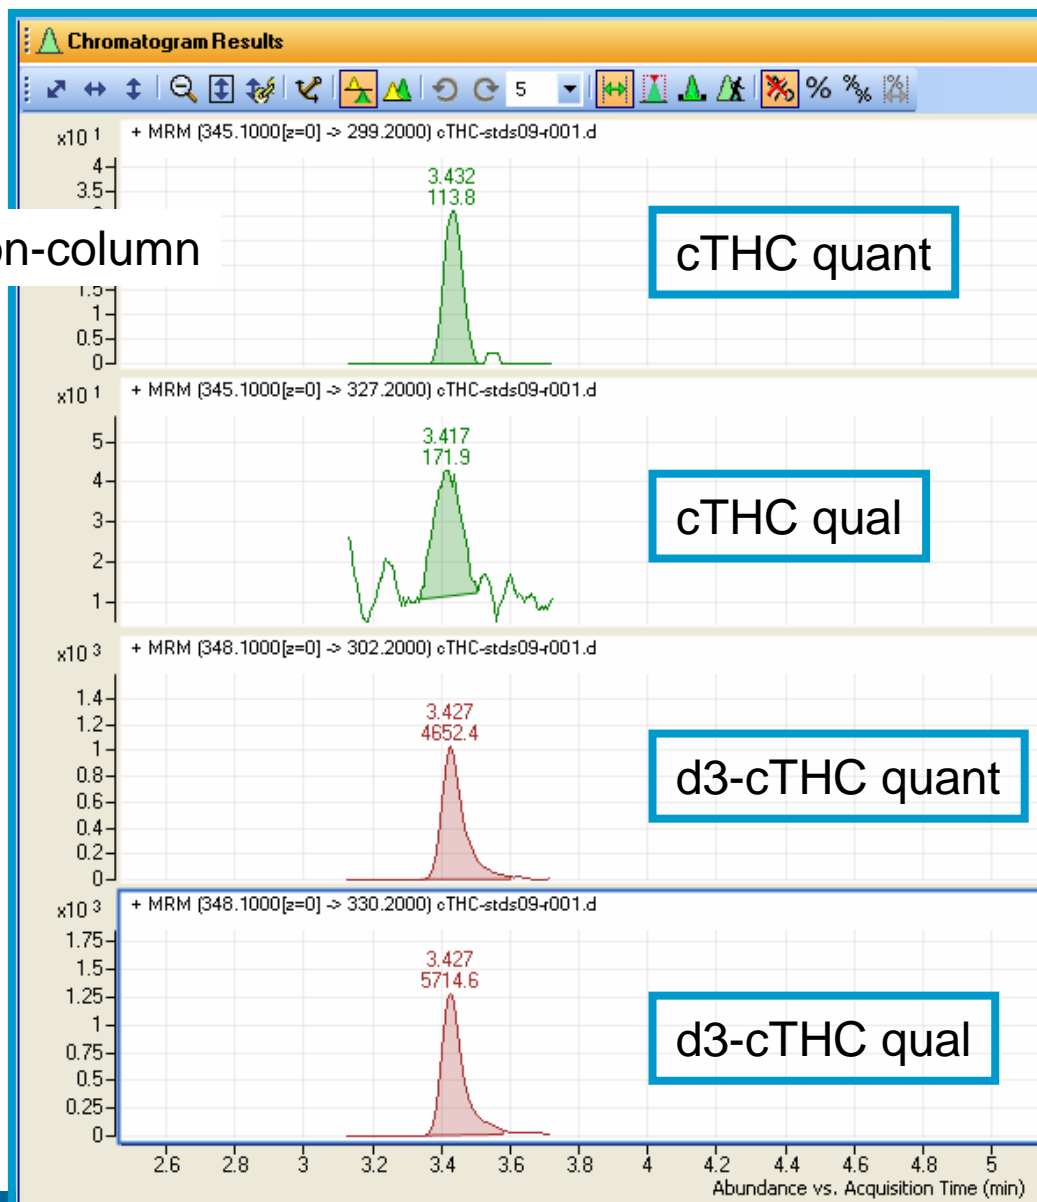 Chromatogram Results
5
x10 1
+ MRM (345.1000[z=0] -> 299.2000) cTHC-stds09-r001.d
4
3.5
3.432
113.8
on-column
cTHC quant
1.5
1
0.5
0
x10 1
+ MRM (345.1000[z=0] -> 327.2000) cTHC-stds09-r001.d
5
4
3
2
1
3.417
171.9
cTHC qual
x10 3
+ MRM (348.1000[z=0] -> 302.2000) cTHC-stds09-r001.d
1.4
1.2
1
0.8
0.6
0.4
0.2
0
3.427
4652.4
d3-cTHC quant
x10 3
+ MRM (348.1000[z=0] -> 330.2000) cTHC-stds09-r001.d
1.75
1.5
1.25
1
0.75
0.5
0.25
0
3.427
5714.6
d3-cTHC qual
2.6 2.8 3 3.2 3.4 3.6 3.8 4 4.2 4.4 4.6 4.8 5
Abundance vs. Acquisition Time (min)